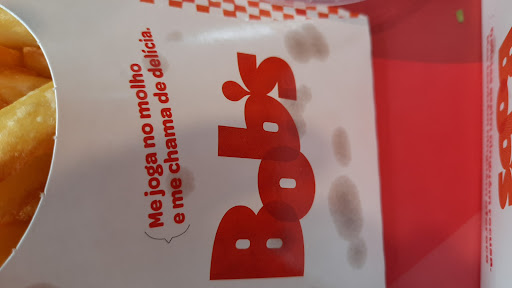 Me joga no molho
e me chama de delícia.
Bob's